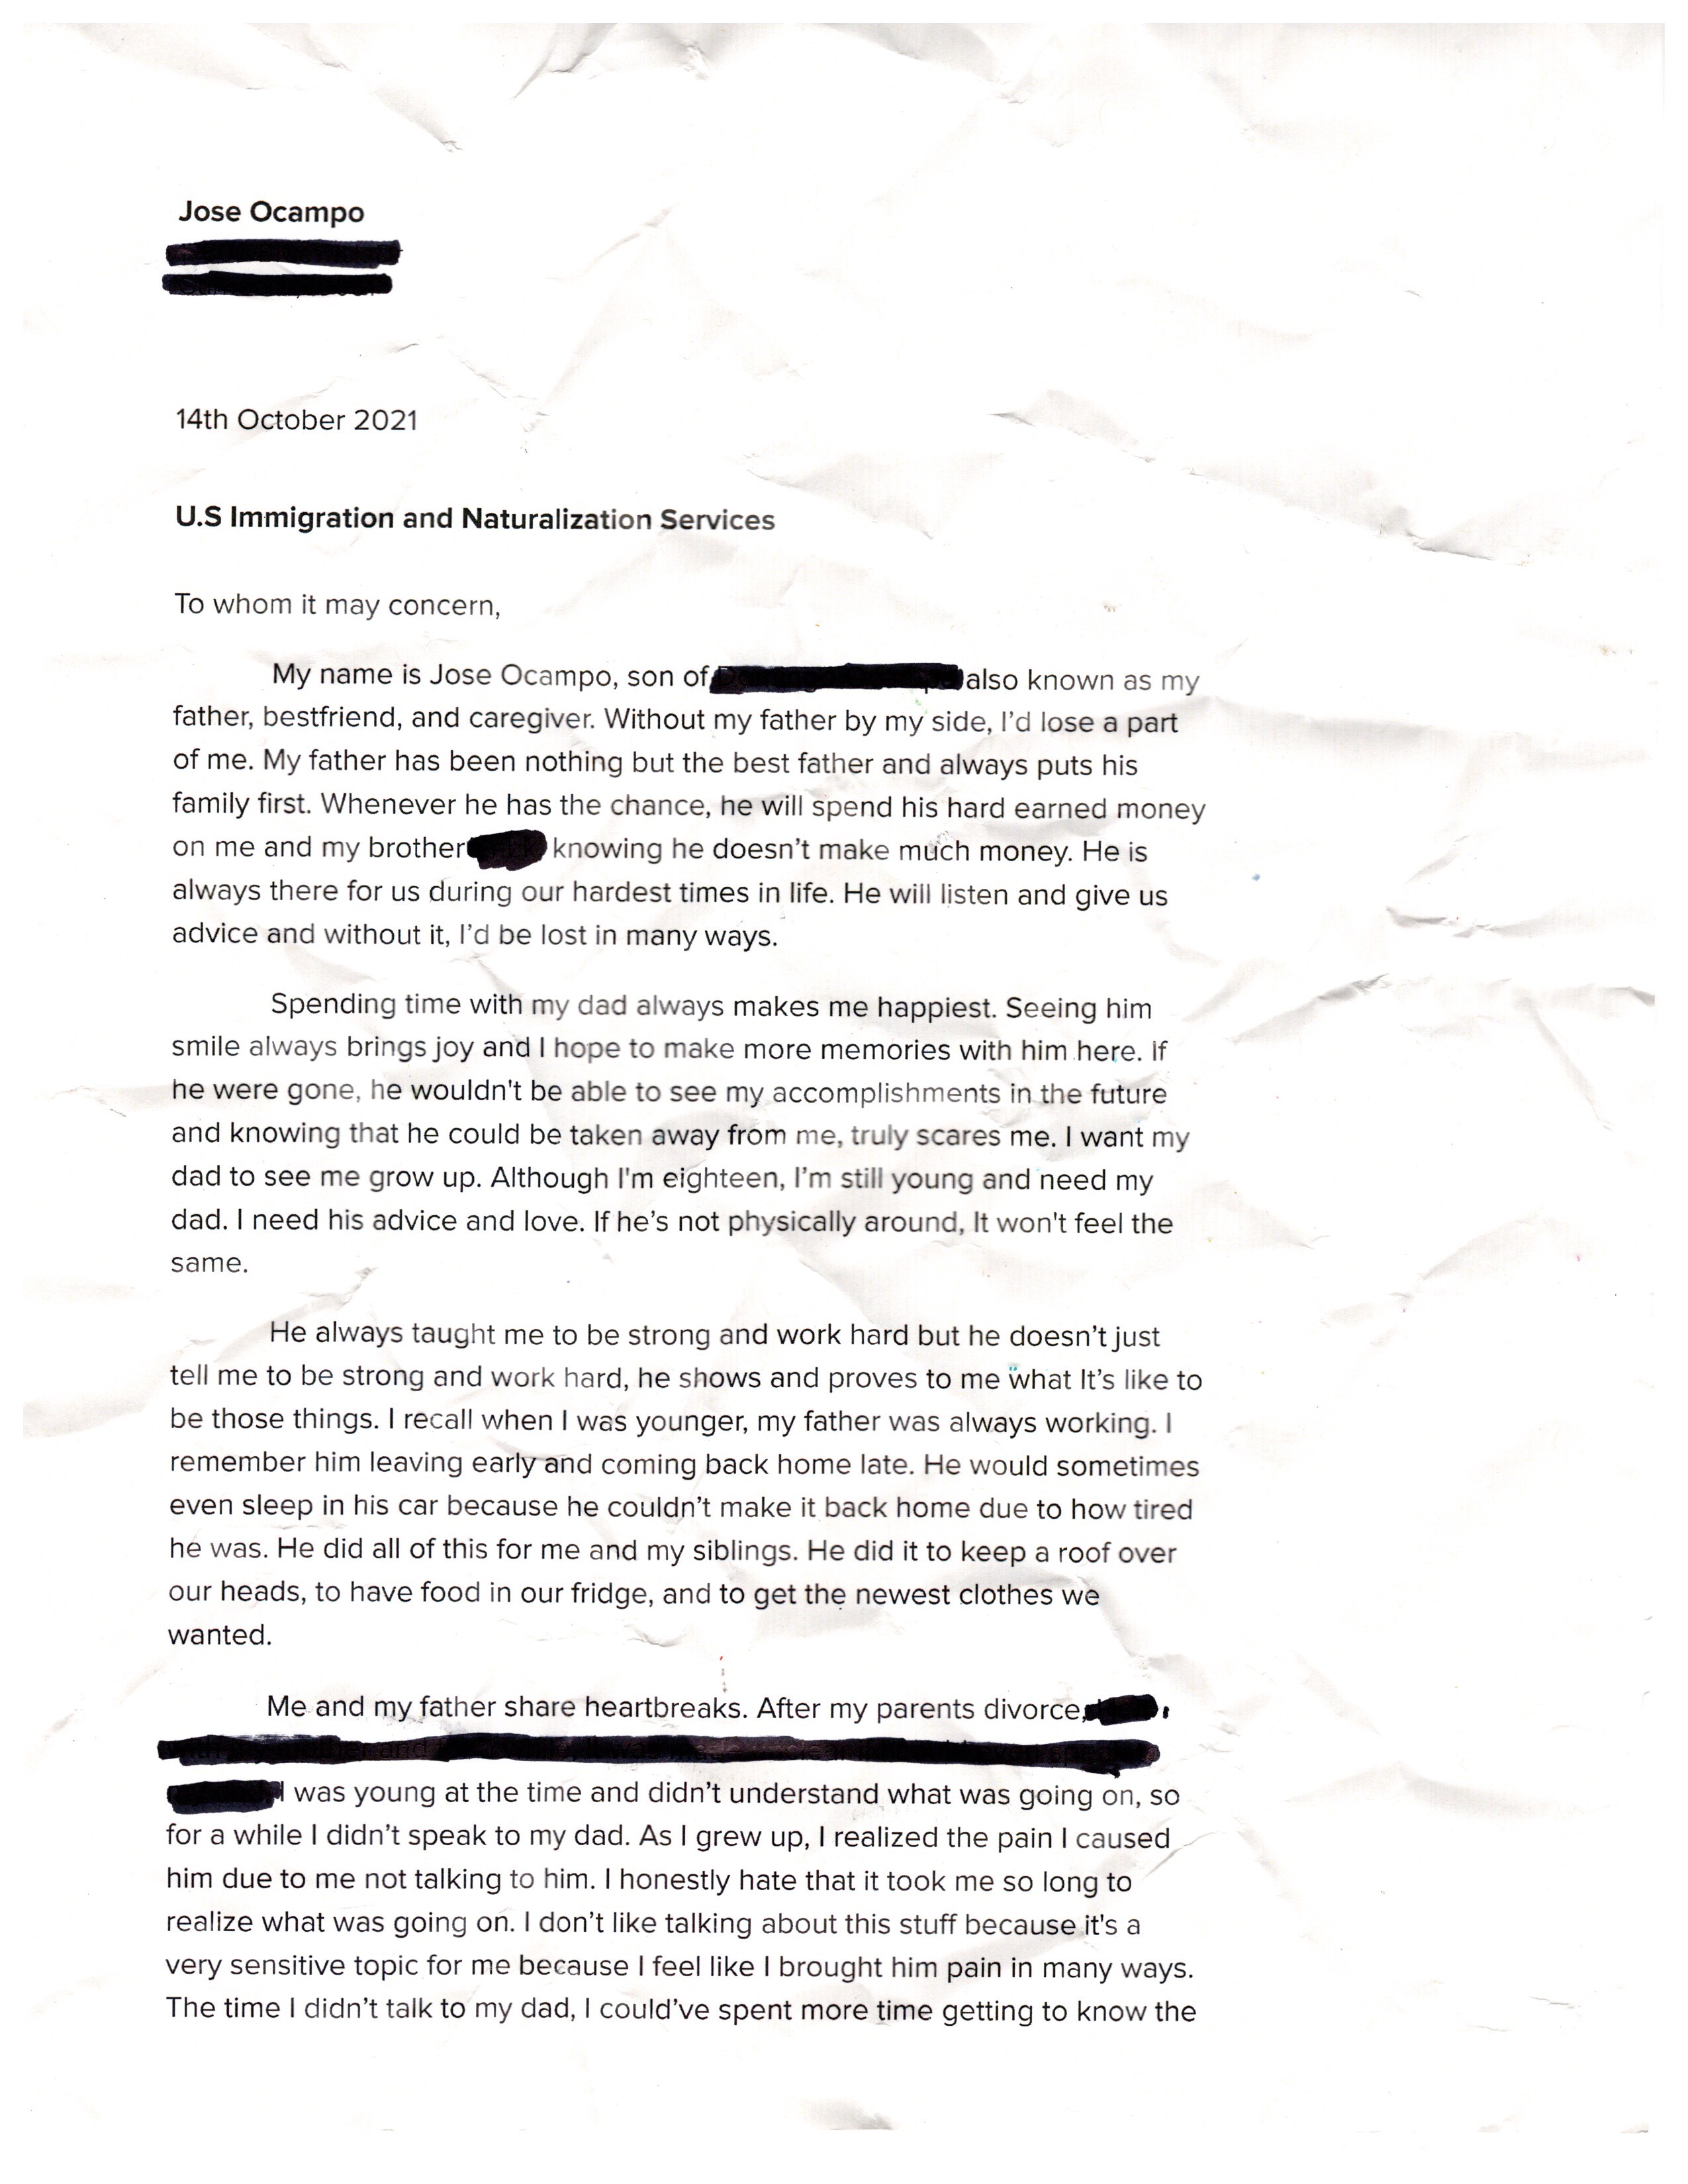 Jose Ocampo
14th October 2021
U.S Immigration and Naturalization Services
To whom it may concern,
My name is Jose Ocampo, son of also known as my
father, bestfriend, and caregiver. Without my father by my side, I'd lose a part
of me. My father has been nothing but the best father and always puts his
family first. Whenever he has the chance, he will spend his hard earned money
on me and my brother knowing he doesn't make much money. He is
always there for us during our hardest times in life. He will listen and give us
advice and without it, I'd be lost in many ways.
Spending time with my dad always makes me happiest. Seeing him
smile always brings joy and I hope to make more memories with him here. If
he were gone, he wouldn't be able to see my accomplishments in the future
and knowing that he could be taken away from me, truly scares me. I want my
dad to see me grow up. Although I'm eighteen, I'm still young and need my
dad. I need his advice and love. If he's not physically around, It won't feel the
same.
He always taught me to be strong and work hard but he doesn't just
tell me to be strong and work hard, he shows and proves to me what It's like to
be those things. I recall when I was younger, my father was always working. I
remember him leaving early and coming back home late. He would sometimes
even sleep in his car because he couldn't make it back home due to how tired
he was. He did all of this for me and my siblings. He did it to keep a roof over
our heads, to have food in our fridge, and to get the newest clothes we
wanted.
Me and my father share heartbreaks. After my parents divorce,
I was young at the time and didn't understand what was going on, so
for a while I didn't speak to my dad. As I grew up, I realized the pain I caused
him due to me not talking to him. I honestly hate that it took me so long to
realize what was going on. I don't like talking about this stuff because it's a
very sensitive topic for me because I feel like I brought him pain in many ways.
The time I didn't talk to my dad, I could've spent more time getting to know the